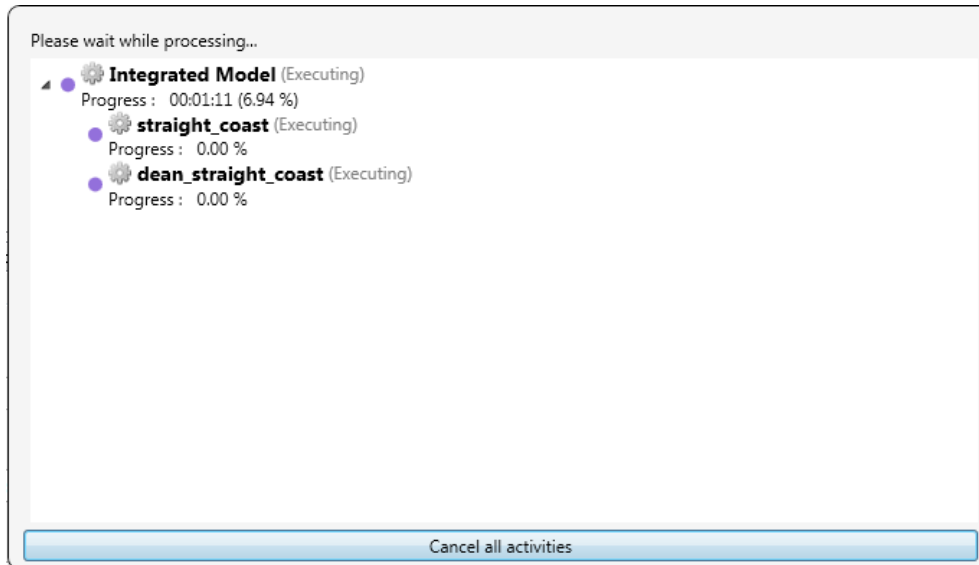 Please wait while processing...
Integrated Model (Executing)
Progress : 00:01:11 (6.94 %)
straight_coast (Executing)
Progress : 0.00 %
dean_straight_coast (Executing)
Progress : 0.00 %
Cancel all activities